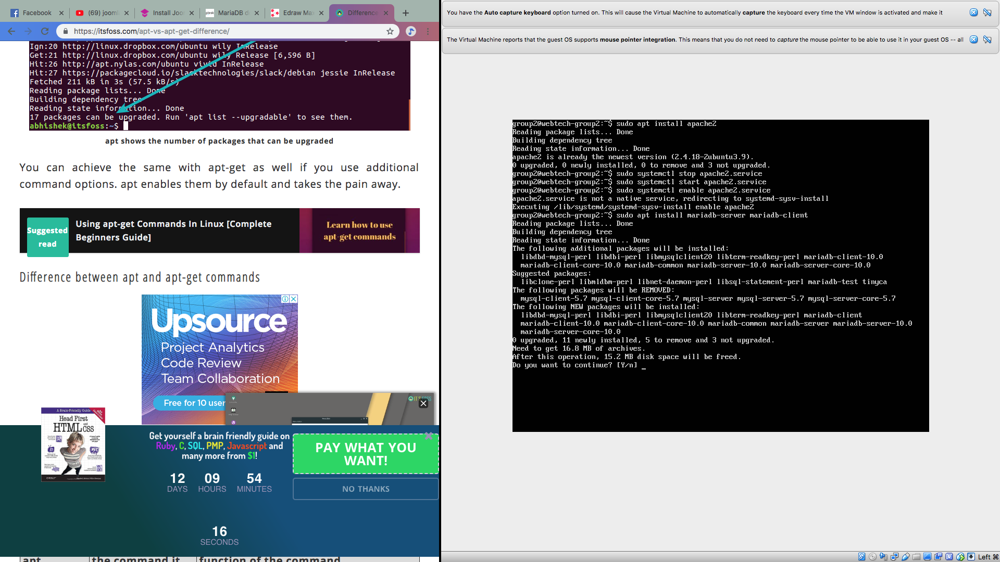 Facebook
(69) jooml
Install Joo
plesk
MariaDB d
Edraw Ma
Difference
https://itsfoss.com/apt-vs-apt-get-difference/
Ign:20 http://linux.dropbox.com/ubuntu wily InRelease
Get:21 http://linux.dropbox.com/ubuntu wily Release [6,596 B]
Hit:26 http://apt.nylas.com/ubuntu vivid InRelease
Hit:27 https://packagecloud.io/slacktechnologies/slack/debian jessie InRelease
Fetched 211 kB in 3s (57.5 kB/s)
Reading package lists... Done
Building dependency tree
Reading state information... Done
17 packages can be upgraded. Run 'apt list --upgradable' to see them.
abhishek@itsfoss:~$
apt shows the number of packages that can be upgraded
You can achieve the same with apt-get as well if you use additional
command options. apt enables them by default and takes the pain away.
Suggested
read
Using apt-get Commands In Linux [Complete
Beginners Guide]
Learn how to use
apt-get commands
Difference between apt and apt-get commands
Upsource
Project Analytics
Code Review
Team Collaboration
Free for 10 user
IT'S FOSS
A Brain-Friendly Guide
Head First
HTML and CSS
O'REILLY
Get yourself a brain friendly guide on
Ruby, C, SQL, PMP, Javascript and
many more from $1!
12
DAYS
09
HOURS
54
MINUTES
16
SECONDS
PAY WHAT YOU
WANT!
NO THANKS
apt
the command it
function of the command
You have the Auto capture keyboard option turned on. This will cause the Virtual Machine to automatically capture the keyboard every time the VM window is activated and make it
The Virtual Machine reports that the guest OS supports mouse pointer integration. This means that you do not need to capture the mouse pointer to be able to use it in your guest OS -- all
group2@webtech-group2:~$ sudo apt install apache2
Reading package lists... Done
Building dependency tree
Reading state information... Done
apache2 is already the newest version (2.4.18-2ubuntu3.9).
0 upgraded, 0 newly installed, 0 to remove and 3 not upgraded.
group2@webtech-group2:~$ sudo systemctl stop apache2.service
group2@webtech-group2:~$ sudo systemctl start apache2.service
group2@webtech-group2:~$ sudo systemctl enable apache2.service
apache2.service is not a native service, redirecting to systemd-sysv-install
Executing /lib/systemd/systemd-sysv-install enable apache2
group2@webtech-group2:~$ sudo apt install mariadb-server mariadb-client
Reading package lists... Done
Building dependency tree
Reading state information... Done
The following additional packages will be installed:
libdbd-mysql-perl libdbi-perl libmysqlclient20 libterm-readkey-perl mariadb-client-10.0
mariadb-client-core-10.0 mariadb-common mariadb-server-10.0 mariadb-server-core-10.0
Suggested packages:
libclone-perl libmldbm-perl libnet-daemon-perl libsql-statement-perl mariadb-test tinyca
The following packages will be REMOVED:
mysql-client-5.7 mysql-client-core-5.7 mysql-server mysql-server-5.7 mysql-server-core-5.7
The following NEW packages will be installed:
libdbd-mysql-perl libdbi-perl libmysqlclient20 libterm-readkey-perl mariadb-client
mariadb-client-10.0 mariadb-client-core-10.0 mariadb-common mariadb-server mariadb-server-10.0
mariadb-server-core-10.0
0 upgraded, 11 newly installed, 5 to remove and 3 not upgraded.
Need to get 16.8 MB of archives.
After this operation, 15.2 MB disk space will be freed.
Do you want to continue? [Y/n] _
Left ⌘